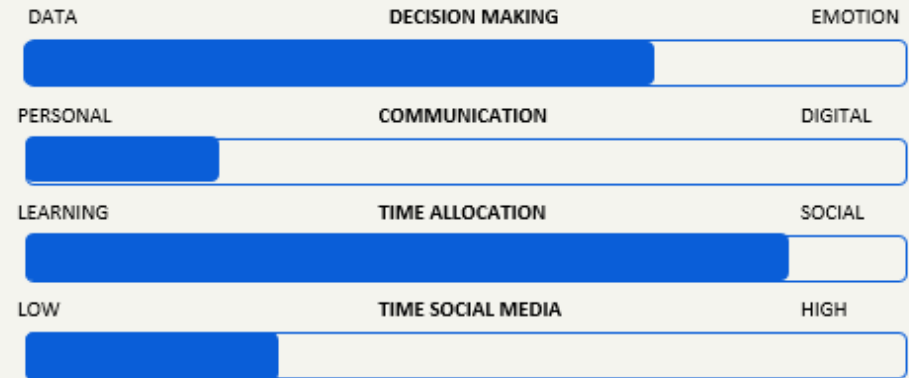 DATA DECISION MAKING EMOTION
PERSONAL COMMUNICATION DIGITAL
LEARNING TIME ALLOCATION SOCIAL
LOW TIME SOCIAL MEDIA HIGH